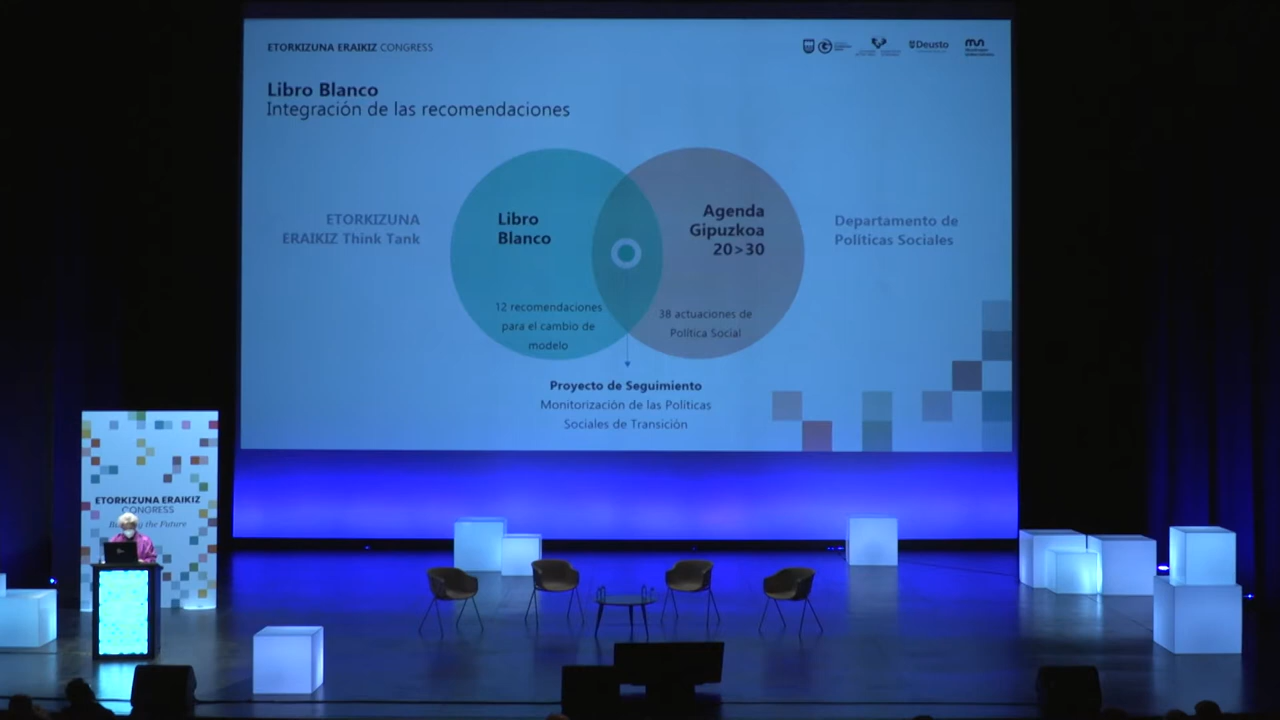 ETORKIZUNA ERAIKIZ CONGRESS
Deusto
Libro Blanco
Integración de las recomendaciones
ETORKIZUNA
ERAIKIZ Think Tank
Libro
Blanco
12 recomendaciones
para el cambio de
modelo
Agenda
Gipuzkoa
20>30
38 actuaciones de
Política Social
Departamento de
Políticas Sociales
Proyecto de Seguimiento
Monitorización de las Políticas
Sociales de Transición
ETORKIZUNA ERAIKIZ
CONGRESS
the Future